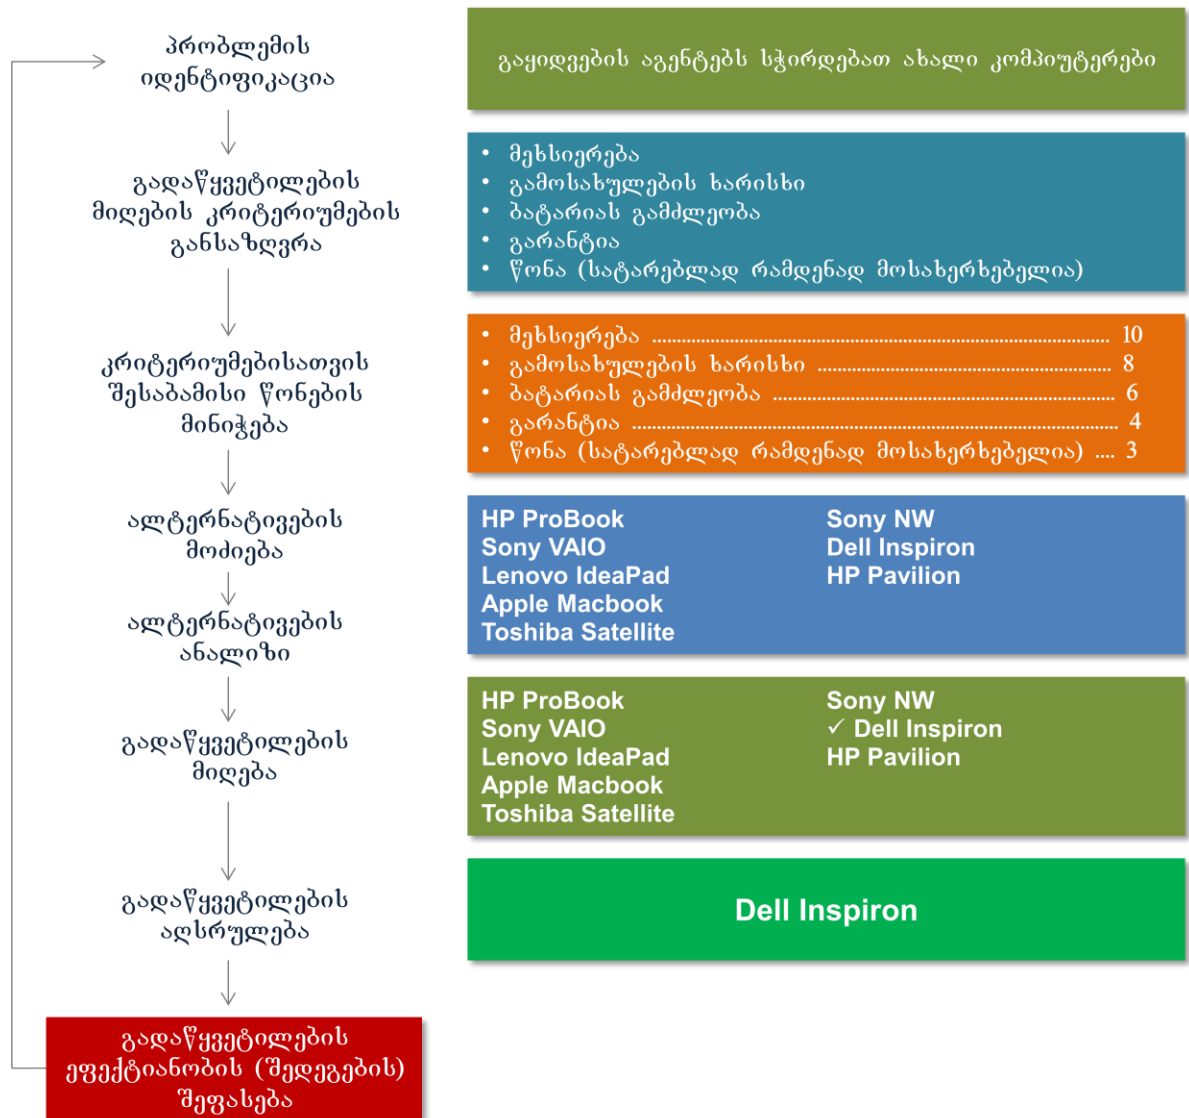 პრობლემის
იდენტიფიკაცია
გაყიდვების აგენტებს სჭირდებათ ახალი კომპიუტერები
გადაწყვეტილების
მიღების კრიტერიუმების
განსაზღვრა
• მეხსიერება
• გამოსახულების ხარისხი
• ბატარიას გამძლეობა
• გარანტია
• წონა (სატარებლად რამდენად მოსახერხებელია)
კრიტერიუმებისათვის
შესაბამისი წონების
მინიჭება
• მეხსიერება ........................................................................................ 10
• გამოსახულების ხარისხი ......................................................... 8
• ბატარიას გამძლეობა .................................................................. 6
• გარანტია .............................................................................................. 4
• წონა (სატარებლად რამდენად მოსახერხებელია) .... 3
ალტერნატივების
მოძიება
ალტერნატივების
ანალიზი
HP ProBook
Sony VAIO
Lenovo IdeaPad
Apple Macbook
Toshiba Satellite
Sony NW
Dell Inspiron
HP Pavilion
გადაწყვეტილების
მიღება
HP ProBook
Sony VAIO
Lenovo IdeaPad
Apple Macbook
Toshiba Satellite
Sony NW
✓ Dell Inspiron
HP Pavilion
გადაწყვეტილების
აღსრულება
Dell Inspiron
გადაწყვეტილების
ეფექტიანობის (შედეგების)
შეფასება